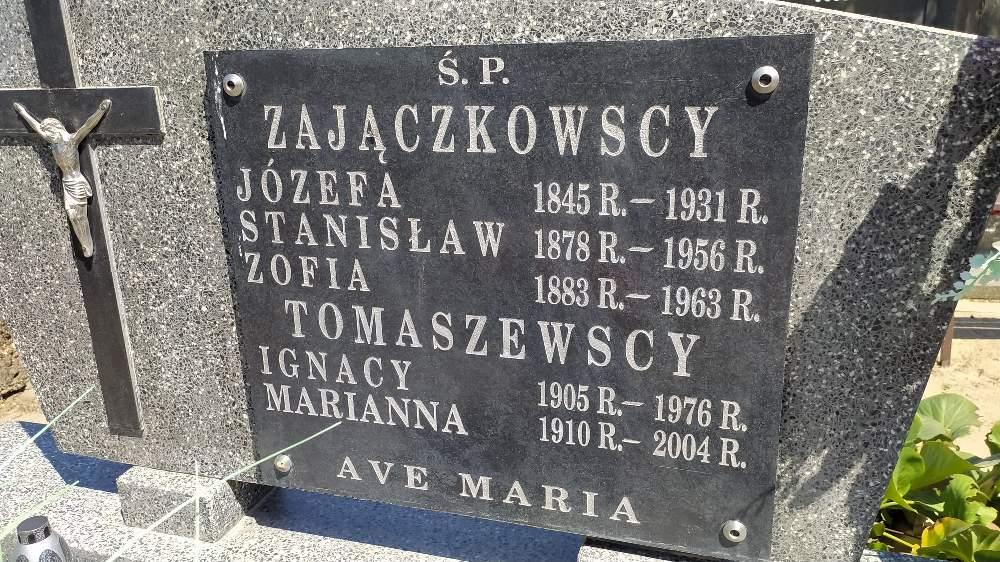 Ś. P.
ZAJĄCZKOWSCY
JÓZEFA 1845 R. – 1931 R.
STANISŁAW 1878 R. – 1956 R.
ZOFIA 1883 R. – 1963 R.
TOMASZEWSCY
IGNACY 1905 R. – 1976 R.
MARIANNA 1910 R. – 2004 R.
AVE MARIA